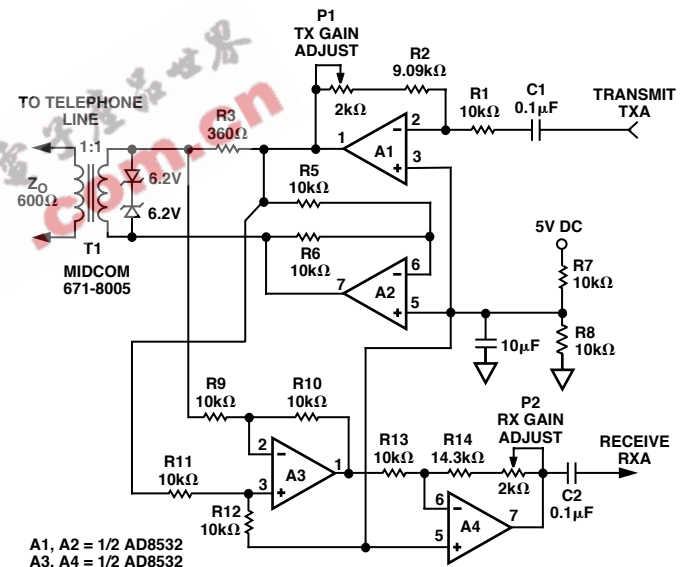 P1
TX GAIN
ADJUST
2kΩ
R2
9.09kΩ
R1
10kΩ
C1
0.1µF
TRANSMIT
TXA
TO TELEPHONE
LINE
1:1
ZO
600Ω
T1
MIDCOM
671-8005
6.2V
6.2V
R3
360Ω
1
A1
2
3
R5
10kΩ
R6
10kΩ
7
A2
6
5
5V DC
R7
10kΩ
R8
10kΩ
10µF
R9
10kΩ
R10
10kΩ
R11
10kΩ
R12
10kΩ
2
3
A3
1
R13
10kΩ
R14
14.3kΩ
P2
RX GAIN
ADJUST
2kΩ
6
5
A4
7
C2
0.1µF
RECEIVE
RXA
A1, A2 = 1/2 AD8532
A3, A4 = 1/2 AD8532
.com.cn